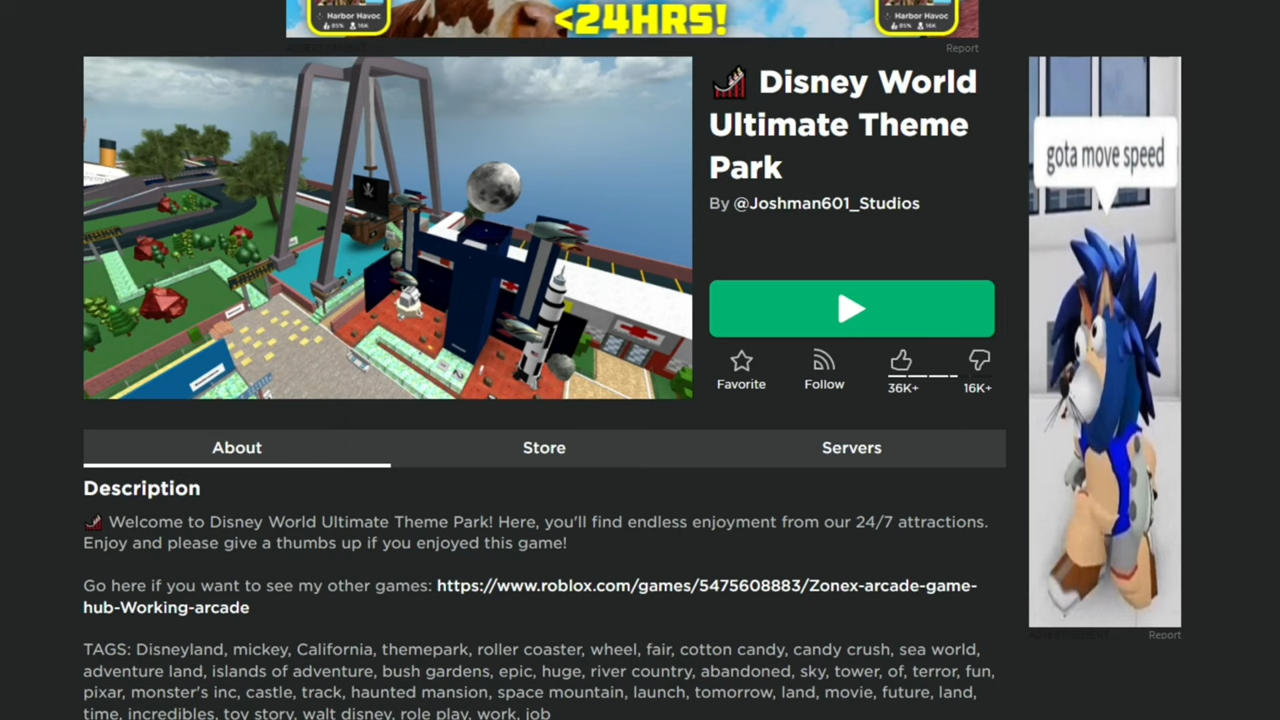 Harbor Havoc
85% 16K
<24HRS!
Harbor Havoc
85% 16K
ADVERTISEMENT
Report
Disney World
Ultimate Theme
Park
By @Joshman601_Studios
gota move speed
Favorite
Follow
36K+
16K+
About
Store
Servers
Description
Welcome to Disney World Ultimate Theme Park! Here, you'll find endless enjoyment from our 24/7 attractions.
Enjoy and please give a thumbs up if you enjoyed this game!
Go here if you want to see my other games: https://www.roblox.com/games/5475608883/Zonex-arcade-game-
hub-Working-arcade
ADVERTISEMENT
Report
TAGS: Disneyland, mickey, California, themepark, roller coaster, wheel, fair, cotton candy, candy crush, sea world,
adventure land, islands of adventure, bush gardens, epic, huge, river country, abandoned, sky, tower, of, terror, fun,
pixar, monster's inc, castle, track, haunted mansion, space mountain, launch, tomorrow, land, movie, future, land,
time, incredibles, toy story, walt disney, role play, work, job